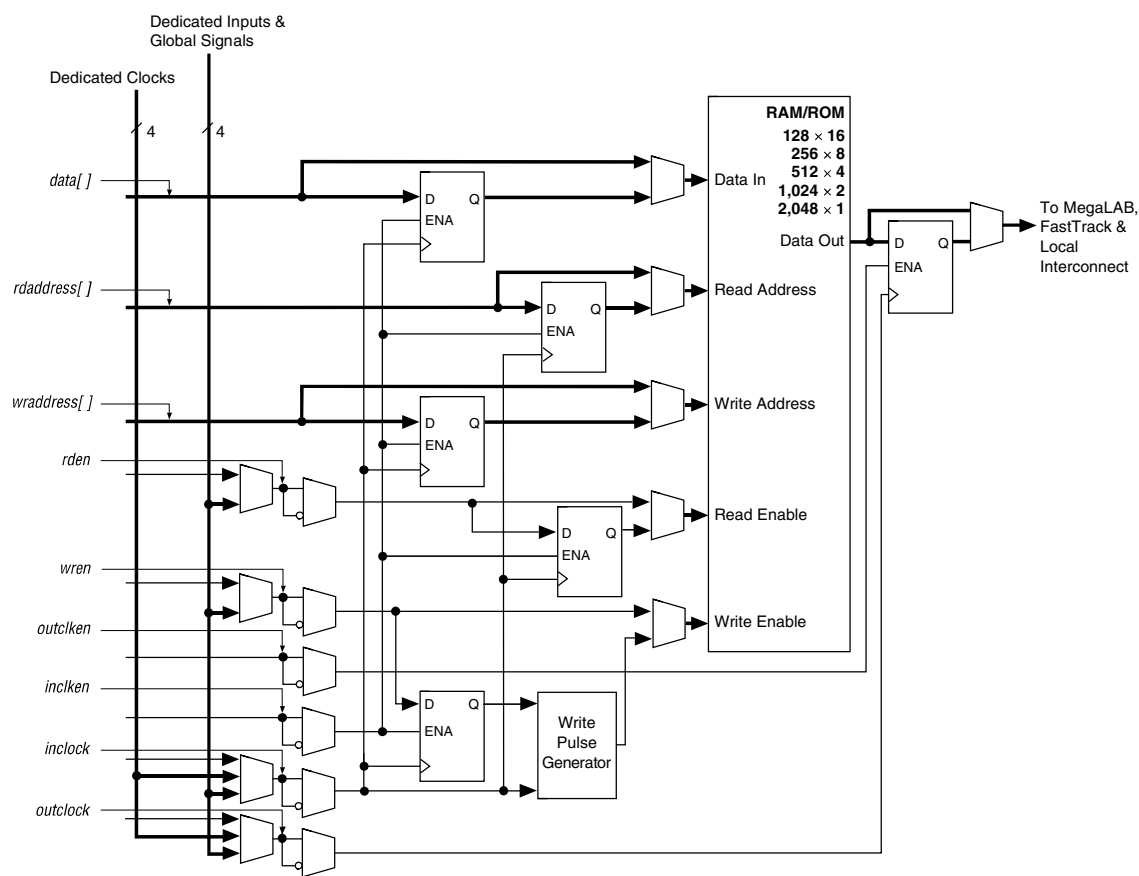 Dedicated Inputs &
Global Signals
Dedicated Clocks
4
4
RAM/ROM
128 × 16
256 × 8
512 × 4
1,024 × 2
2,048 × 1
data[ ]
D Q
ENA
Data In
Data Out
D Q
ENA
To MegaLAB,
FastTrack &
Local
Interconnect
rdaddress[ ]
D Q
ENA
Read Address
wraddress[ ]
D Q
ENA
Write Address
rden
D Q
ENA
Read Enable
wren
Write Enable
outclken
inclken
D Q
ENA
Write
Pulse
Generator
inclock
outclock